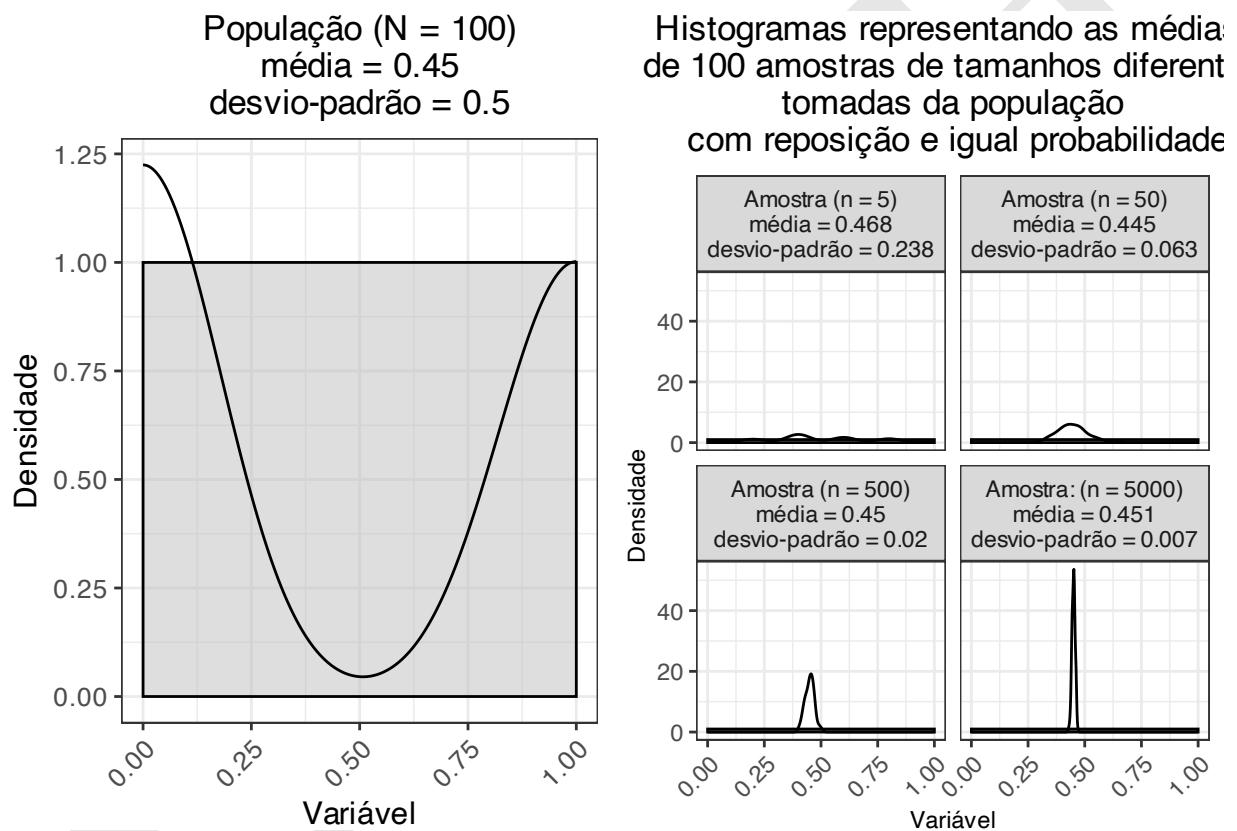 População (N = 100)
média = 0.45
desvio-padrão = 0.5
1.25
1.00
0.75
0.50
0.25
0.00
Densidade
0.00 0.25 0.50 0.75 1.00
Variável
Histogramas representando as médias
de 100 amostras de tamanhos diferent
tomadas da população
com reposição e igual probabilidade
Amostra (n = 5)
média = 0.468
desvio-padrão = 0.238
Amostra (n = 50)
média = 0.445
desvio-padrão = 0.063
40
20
0
Densidade
Amostra (n = 500)
média = 0.45
desvio-padrão = 0.02
Amostra: (n = 5000)
média = 0.451
desvio-padrão = 0.007
40
20
0
0.00 0.25 0.50 0.75 1.00
0.00 0.25 0.50 0.75 1.00
Variável